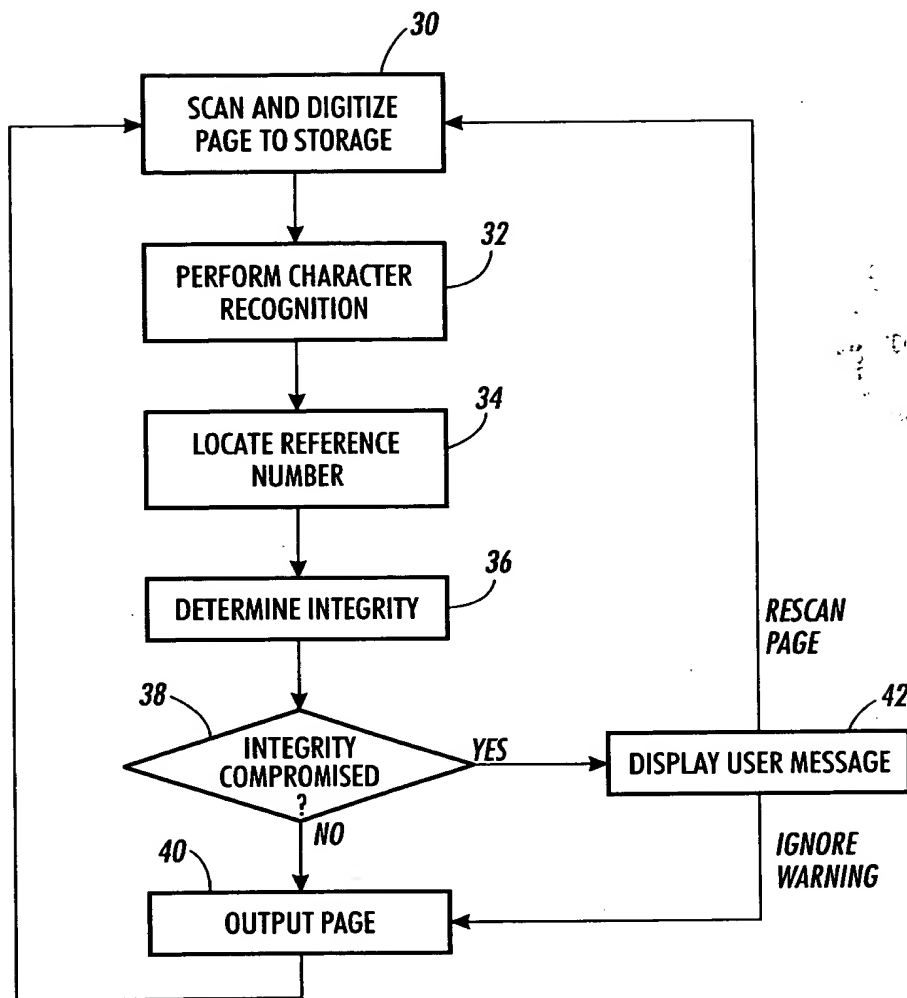 30
SCAN AND DIGITIZE
PAGE TO STORAGE
32
PERFORM CHARACTER
RECOGNITION
34
LOCATE REFERENCE
NUMBER
36
DETERMINE INTEGRITY
RESCAN
PAGE
38
INTEGRITY
COMPROMISED
?
YES
42
DISPLAY USER MESSAGE
NO
IGNORE
WARNING
40
OUTPUT PAGE